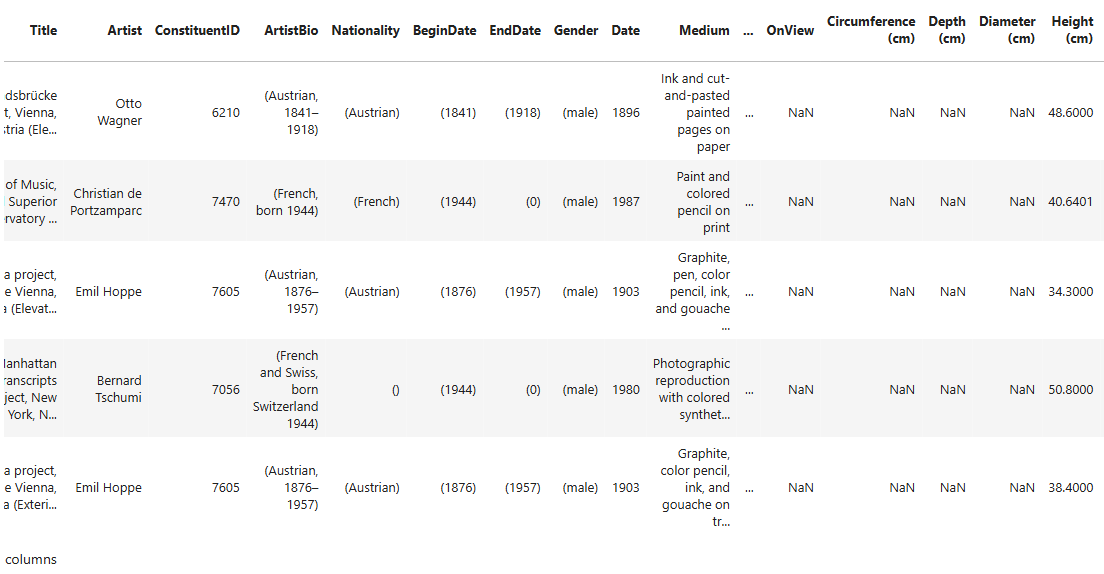 Title
Artist
ConstituentID
ArtistBio
Nationality
BeginDate
EndDate
Gender
Date
Medium
...
OnView
Circumference
(cm)
Depth
(cm)
Diameter
(cm)
Height
(cm)
dsbrücke
t, Vienna,
stria (Ele...
Otto
Wagner
6210
(Austrian,
1841–
1918)
(Austrian)
(1841)
(1918)
(male)
1896
Ink and cut-
and-pasted
painted
pages on
paper
...
NaN
NaN
NaN
NaN
48.6000
of Music,
Superior
rvatory ...
Christian de
Portzamparc
7470
(French,
born 1944)
(French)
(1944)
(0)
(male)
1987
Paint and
colored
pencil on
print
...
NaN
NaN
NaN
NaN
40.6401
a project,
e Vienna,
a (Elevat...
Emil Hoppe
7605
(Austrian,
1876–
1957)
(Austrian)
(1876)
(1957)
(male)
1903
Graphite,
pen, color
pencil, ink,
and gouache
...
...
NaN
NaN
NaN
NaN
34.3000
Manhattan
ranscripts
ject, New
York, N...
Bernard
Tschumi
7056
(French
and Swiss,
born
Switzerland
1944)
()
(1944)
(0)
(male)
1980
Photographic
reproduction
with colored
synthet...
...
NaN
NaN
NaN
NaN
50.8000
a project,
e Vienna,
a (Exteri...
Emil Hoppe
7605
(Austrian,
1876–
1957)
(Austrian)
(1876)
(1957)
(male)
1903
Graphite,
color pencil,
ink, and
gouache on
tr...
...
NaN
NaN
NaN
NaN
38.4000
columns